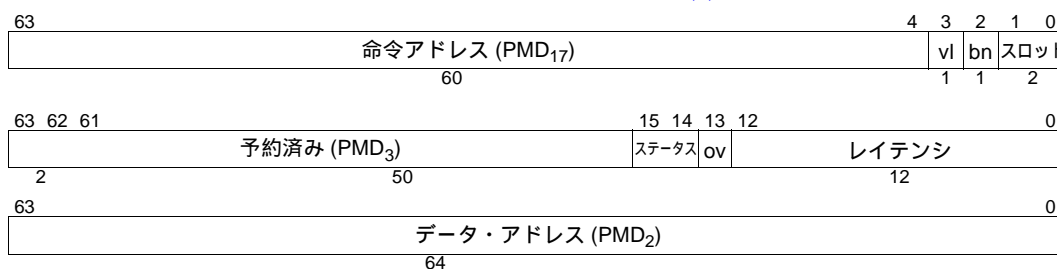 63 4 3 2 1 0
命令アドレス (PMD17) vl bn スロット
60 1 1 2
63 62 61 15 14 13 12 0
予約済み (PMD3) ステータス ov レイテンシ
2 50 12
63 0
データ・アドレス (PMD2)
64